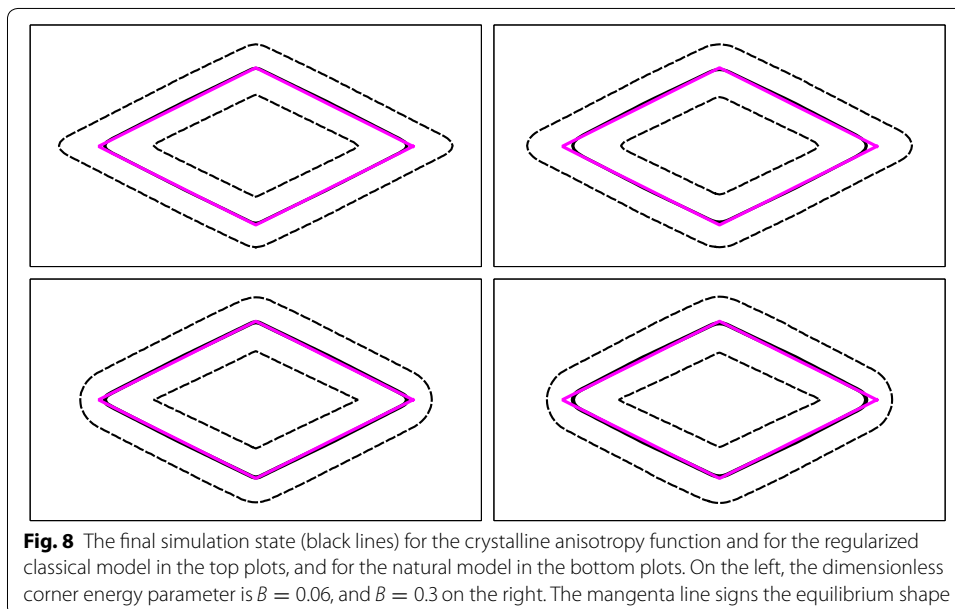 Fig. 8 The final simulation state (black lines) for the crystalline anisotropy function and for the regularized
classical model in the top plots, and for the natural model in the bottom plots. On the left, the dimensionless
corner energy parameter is B = 0.06, and B = 0.3 on the right. The mangenta line signs the equilibrium shape